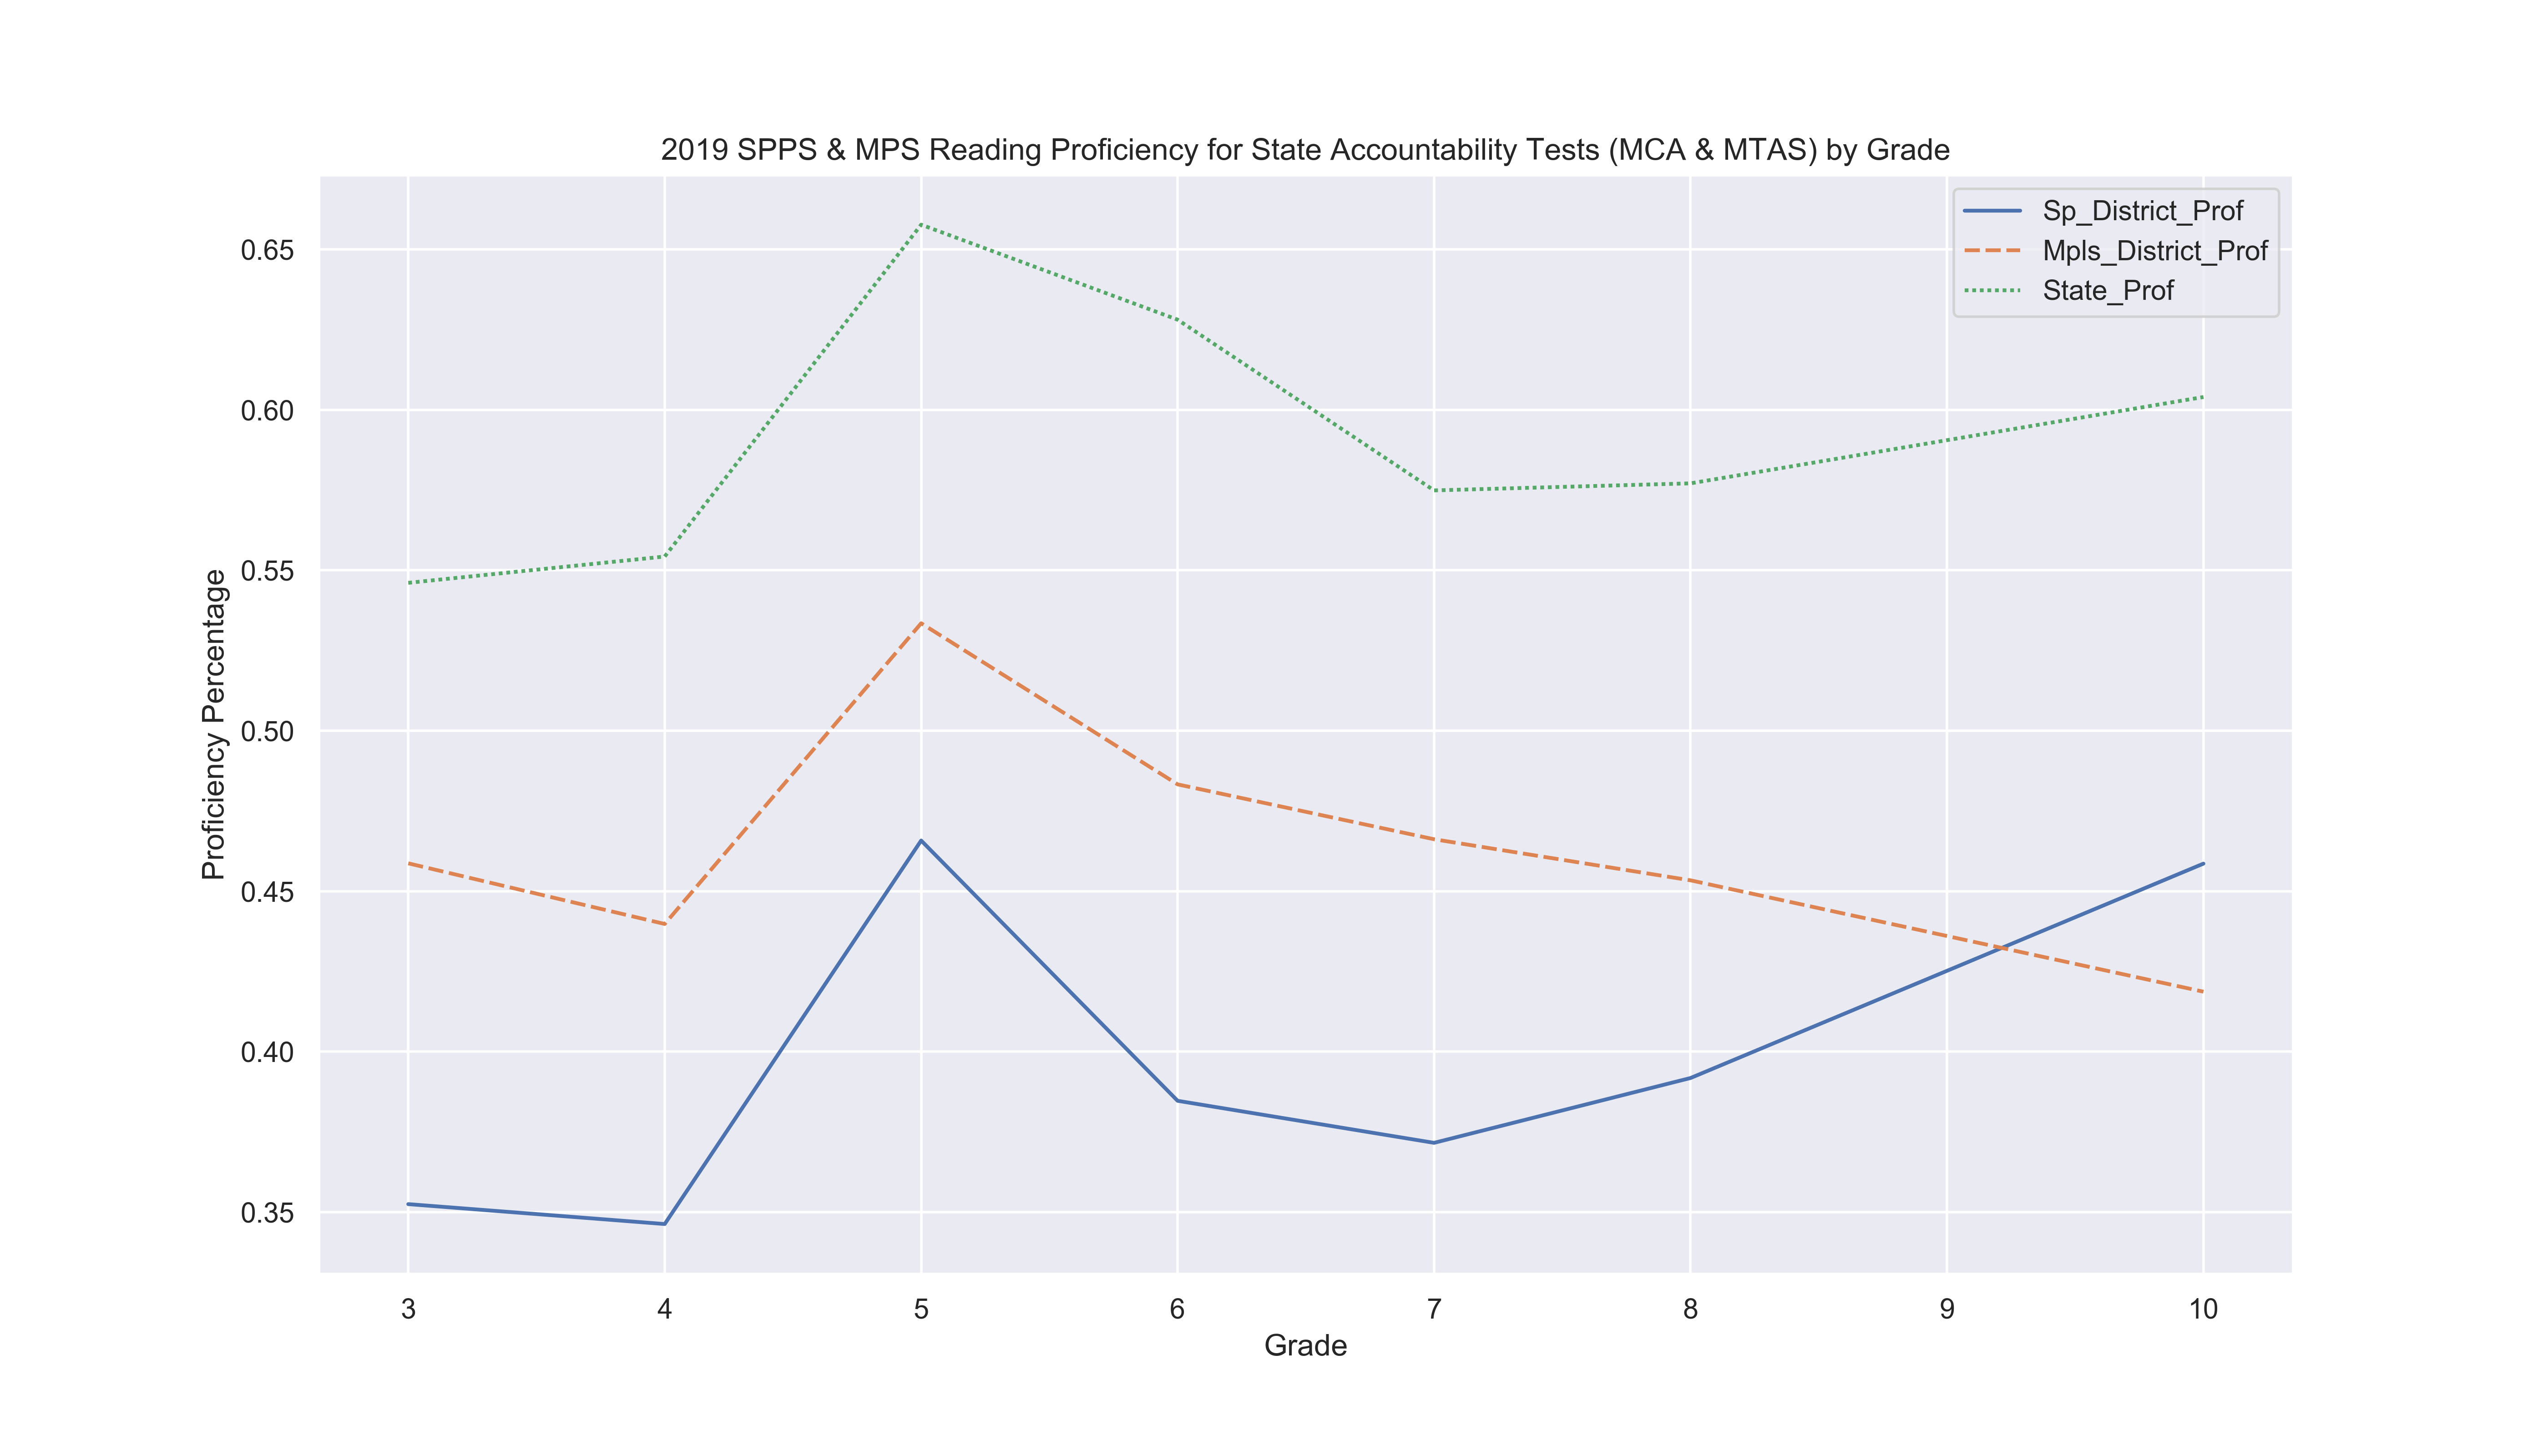 2019 SPPS & MPS Reading Proficiency for State Accountability Tests (MCA & MTAS) by Grade
Sp_District_Prof
Mpls_District_Prof
State_Prof
Proficiency Percentage
0.65
0.60
0.55
0.50
0.45
0.40
0.35
3 4 5 6 7 8 9 10
Grade